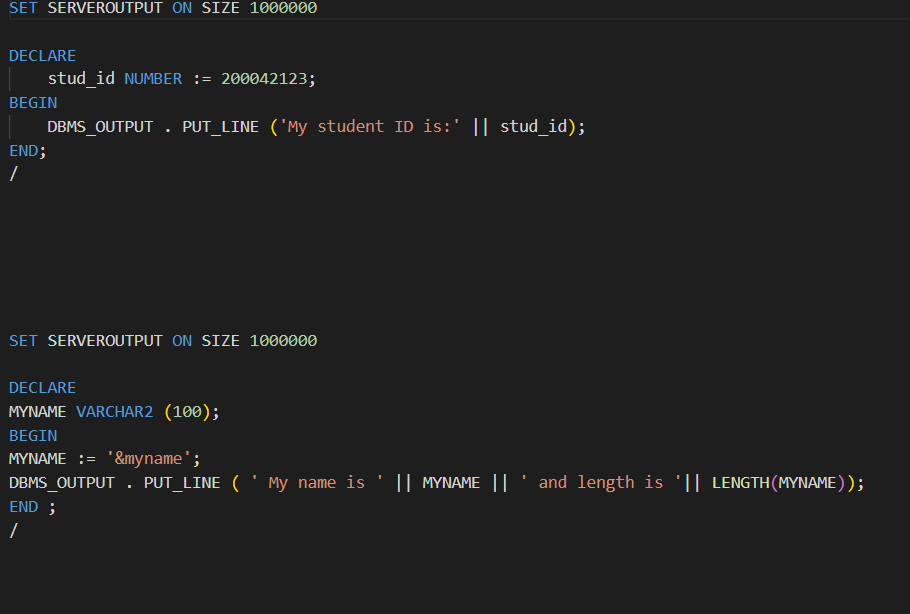 SET SERVEROUTPUT ON SIZE 1000000
DECLARE
stud_id NUMBER := 200042123;
BEGIN
DBMS_OUTPUT . PUT_LINE ('My student ID is:' || stud_id);
END;
/
SET SERVEROUTPUT ON SIZE 1000000
DECLARE
MYNAME VARCHAR2 (100);
BEGIN
MYNAME := '&myname';
DBMS_OUTPUT . PUT_LINE ( ' My name is ' || MYNAME || ' and length is '|| LENGTH(MYNAME));
END ;
/